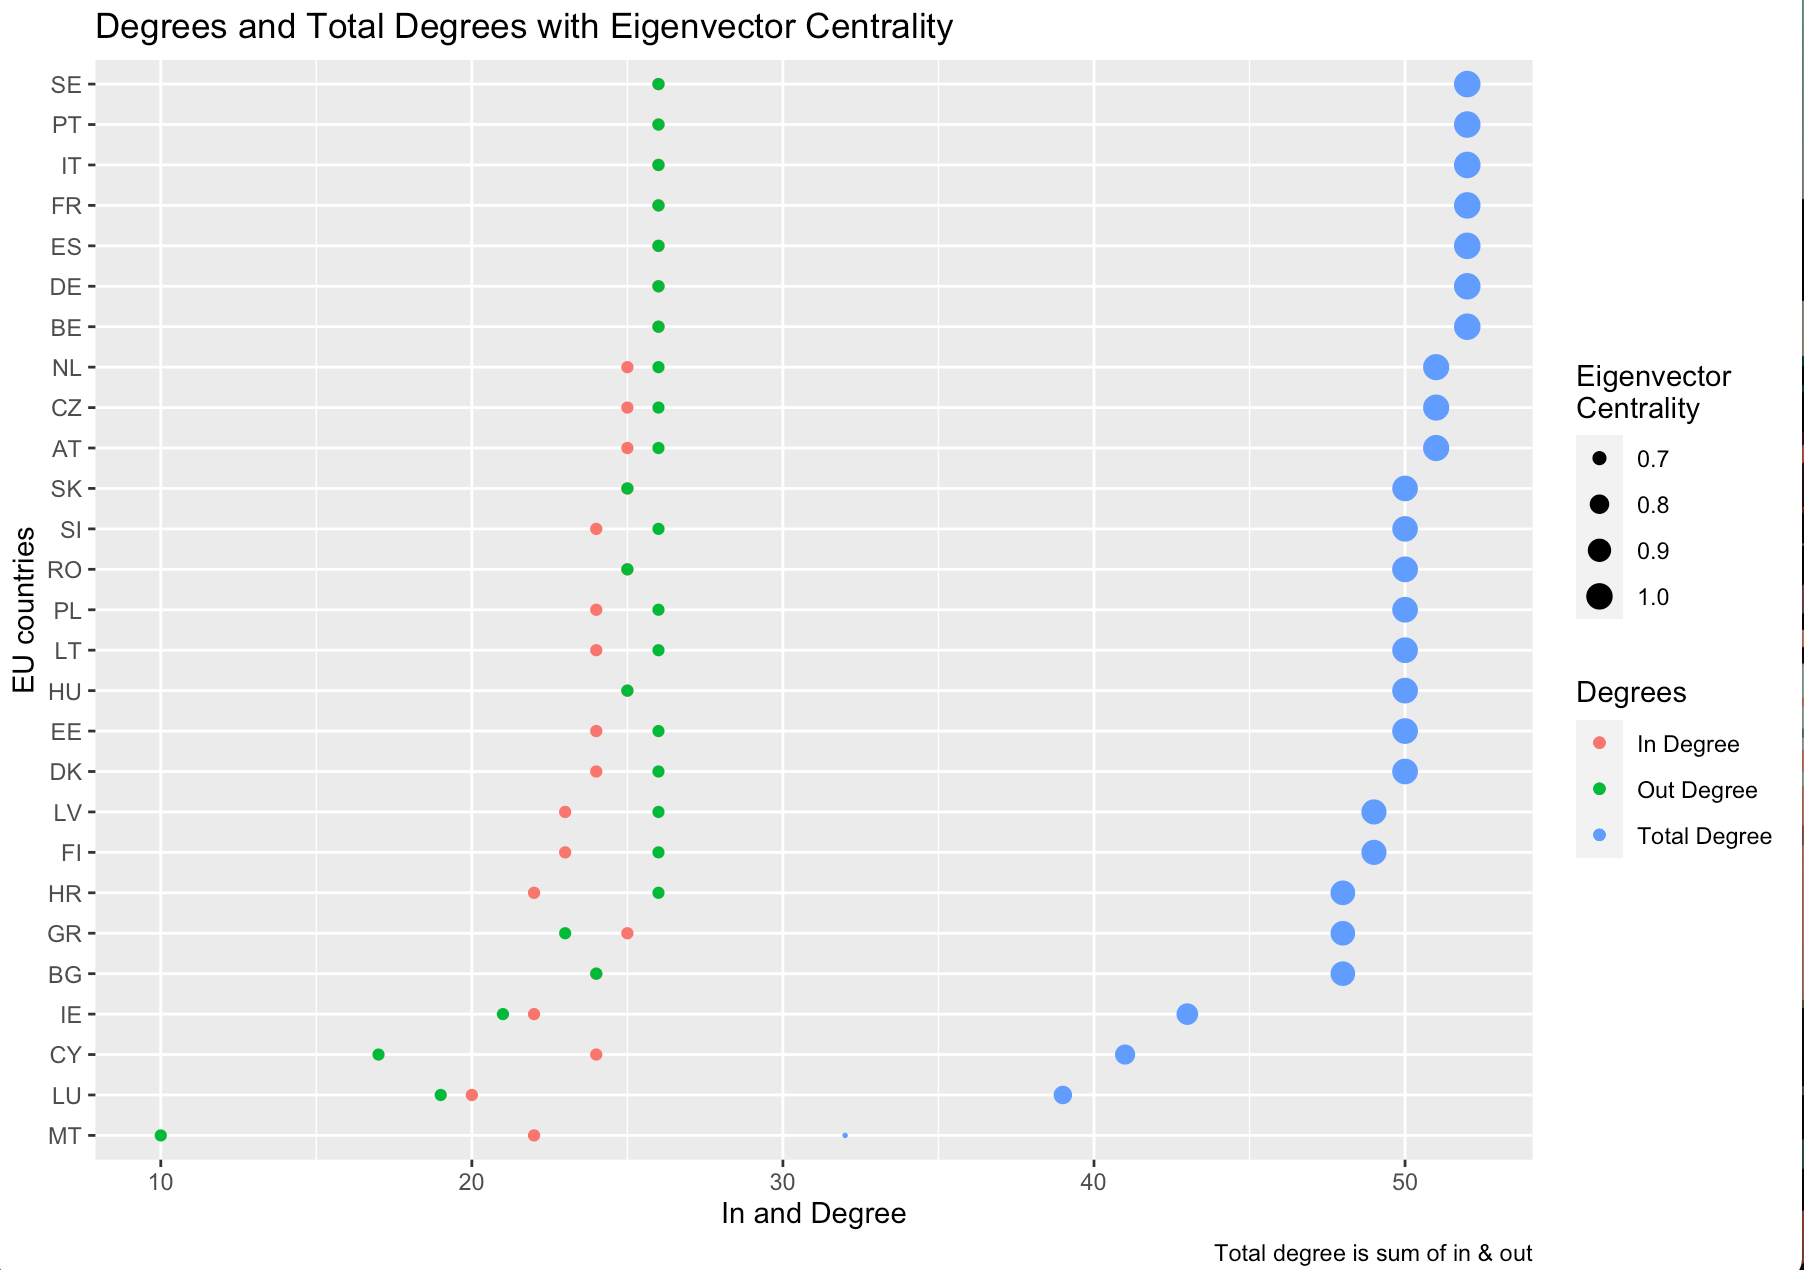 Degrees and Total Degrees with Eigenvector Centrality
EU countries
SE
PT
IT
FR
ES
DE
BE
NL
CZ
AT
SK
SI
RO
PL
LT
HU
EE
DK
LV
FI
HR
GR
BG
IE
CY
LU
MT
10 20 30 40 50
In and Degree
Total degree is sum of in & out
Eigenvector
Centrality
0.7
0.8
0.9
1.0
Degrees
In Degree
Out Degree
Total Degree